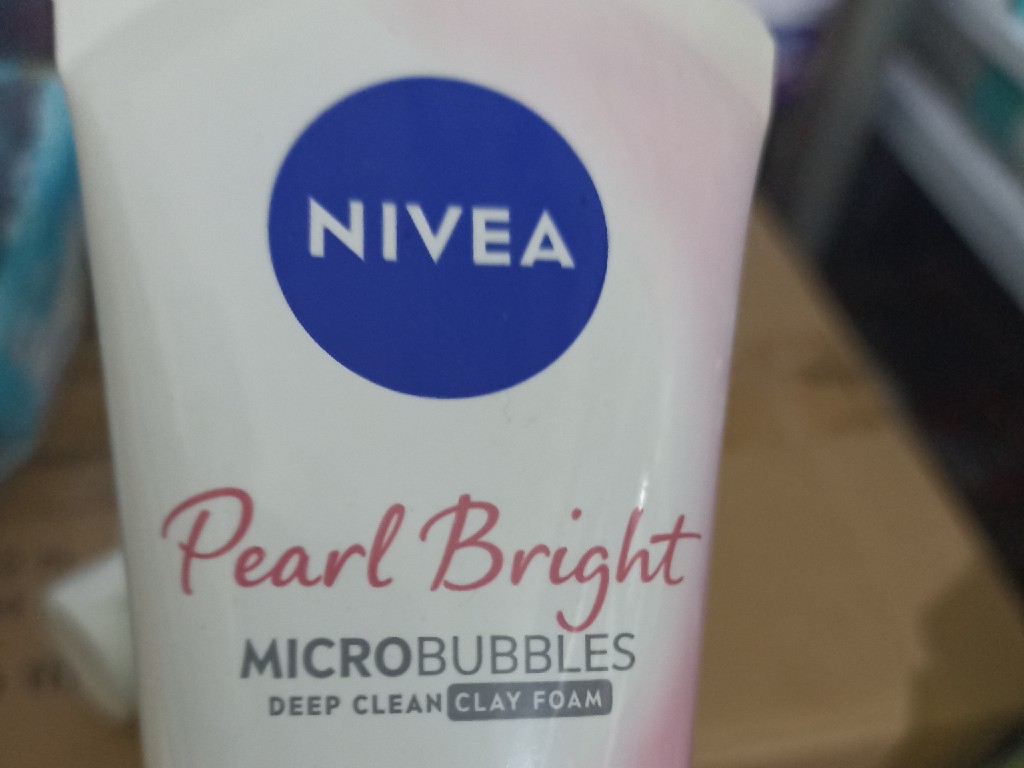 NIVEA
Pearl Bright
MICROBUBBLES
DEEP CLEAN CLAY FOAM